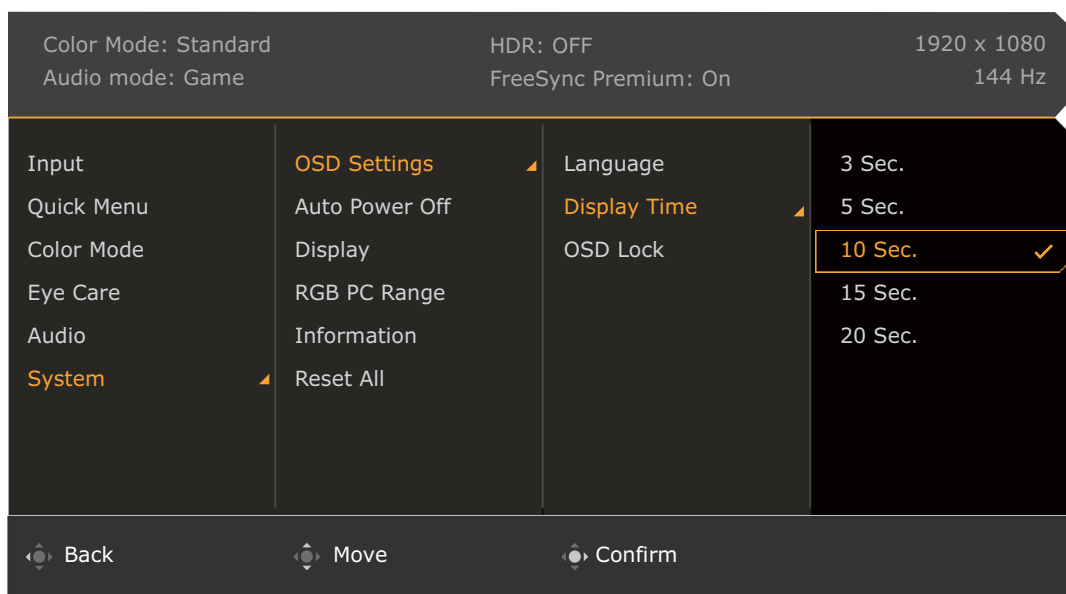 Color Mode: Standard
HDR: OFF
1920 x 1080
Audio mode: Game
FreeSync Premium: On
144 Hz
Input
Quick Menu
Color Mode
Eye Care
Audio
System
OSD Settings
Auto Power Off
Display
RGB PC Range
Information
Reset All
Language
Display Time
OSD Lock
3 Sec.
5 Sec.
10 Sec.
15 Sec.
20 Sec.
Back
Move
Confirm